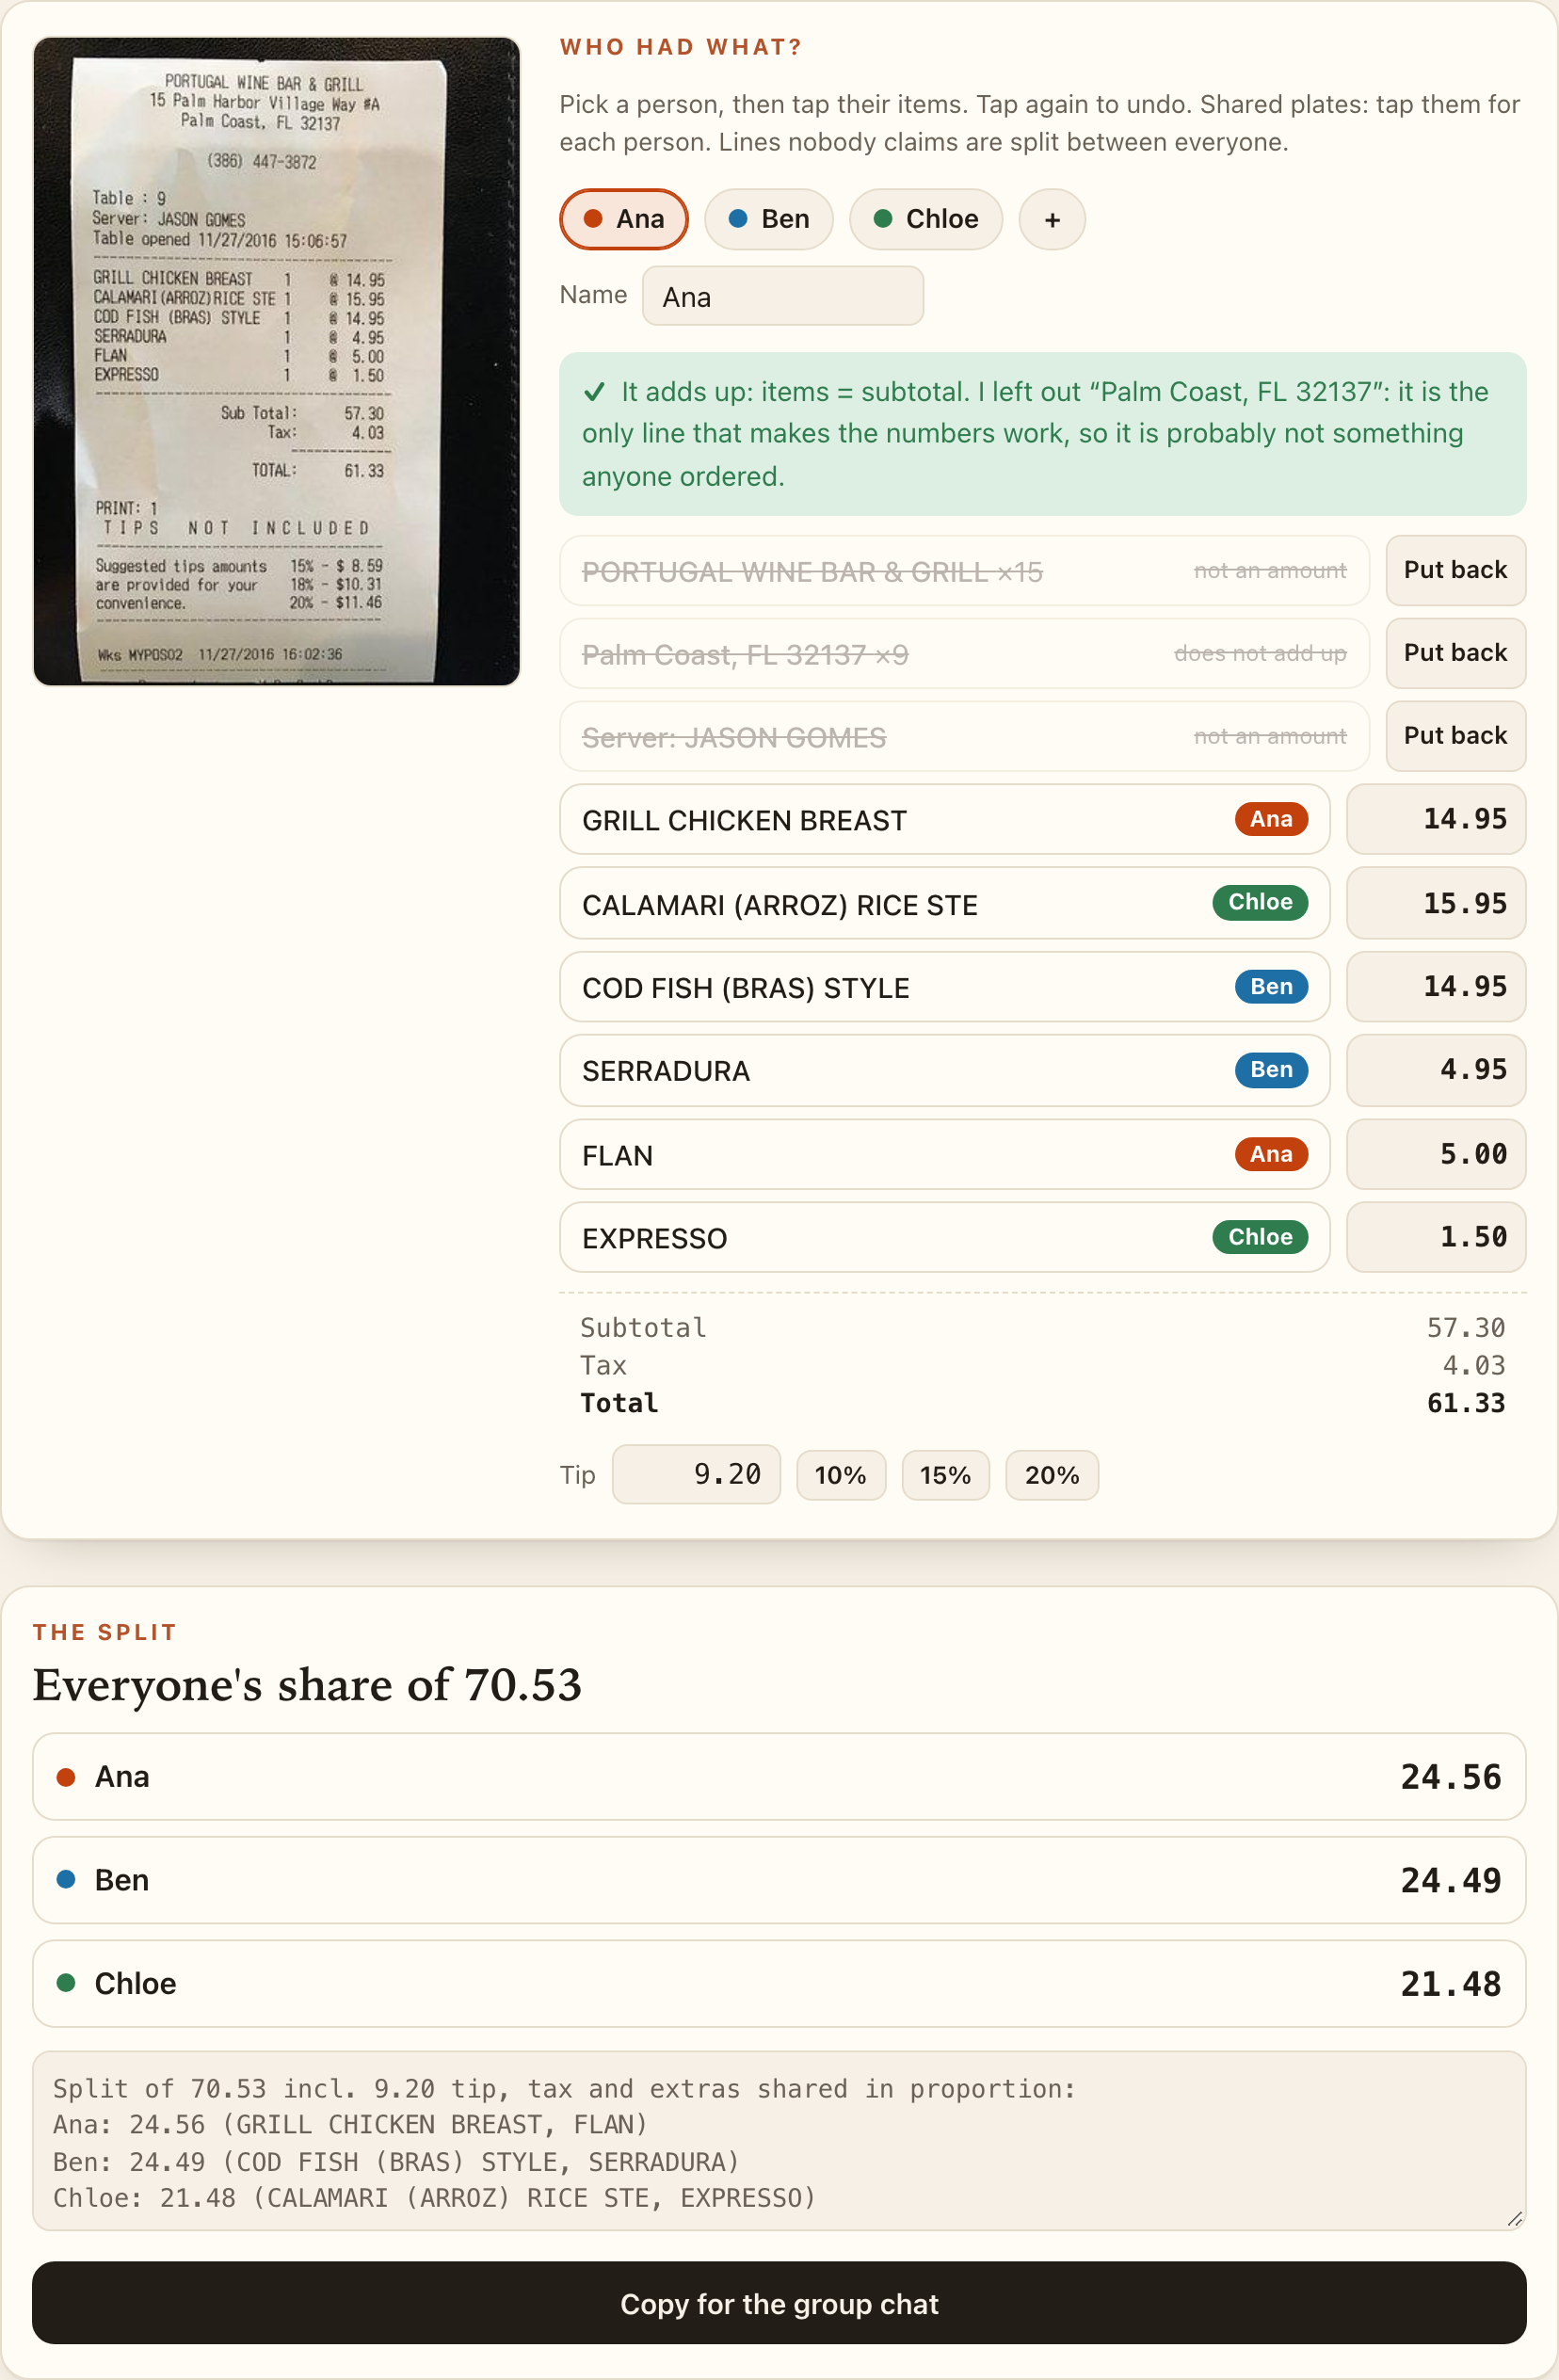 PORTUGAL WINE BAR & GRILL
15 Palm Harbor Village Way #A
Palm Coast, FL 32137
(386) 447-3872
Table : 9
Server: JASON GOMES
Table opened 11/27/2016 15:06:57
GRILL CHICKEN BREAST 1 @ 14.95
CALAMARI(ARROZ)RICE STE 1 @ 15.95
COD FISH (BRAS) STYLE 1 @ 14.95
SERRADURA 1 @ 4.95
FLAN 1 @ 5.00
EXPRESSO 1 @ 1.50
Sub Total: 57.30
Tax: 4.03
TOTAL: 61.33
PRINT: 1
TIPS NOT INCLUDED
Suggested tips amounts 15% - $ 8.59
are provided for your 18% - $10.31
convenience. 20% - $11.46
Wks MYPOS02 11/27/2016 16:02:36
WHO HAD WHAT?
Pick a person, then tap their items. Tap again to undo. Shared plates: tap them for
each person. Lines nobody claims are split between everyone.
Ana Ben Chloe +
Name Ana
✔ It adds up: items = subtotal. I left out “Palm Coast, FL 32137”: it is the
only line that makes the numbers work, so it is probably not something
anyone ordered.
PORTUGAL WINE BAR & GRILL ×15 not an amount Put back
Palm Coast, FL 32137 ×9 does not add up Put back
Server: JASON GOMES not an amount Put back
GRILL CHICKEN BREAST Ana 14.95
CALAMARI (ARROZ) RICE STE Chloe 15.95
COD FISH (BRAS) STYLE Ben 14.95
SERRADURA Ben 4.95
FLAN Ana 5.00
EXPRESSO Chloe 1.50
Subtotal 57.30
Tax 4.03
Total 61.33
Tip 9.20 10% 15% 20%
THE SPLIT
Everyone's share of 70.53
Ana 24.56
Ben 24.49
Chloe 21.48
Split of 70.53 incl. 9.20 tip, tax and extras shared in proportion:
Ana: 24.56 (GRILL CHICKEN BREAST, FLAN)
Ben: 24.49 (COD FISH (BRAS) STYLE, SERRADURA)
Chloe: 21.48 (CALAMARI (ARROZ) RICE STE, EXPRESSO)
Copy for the group chat